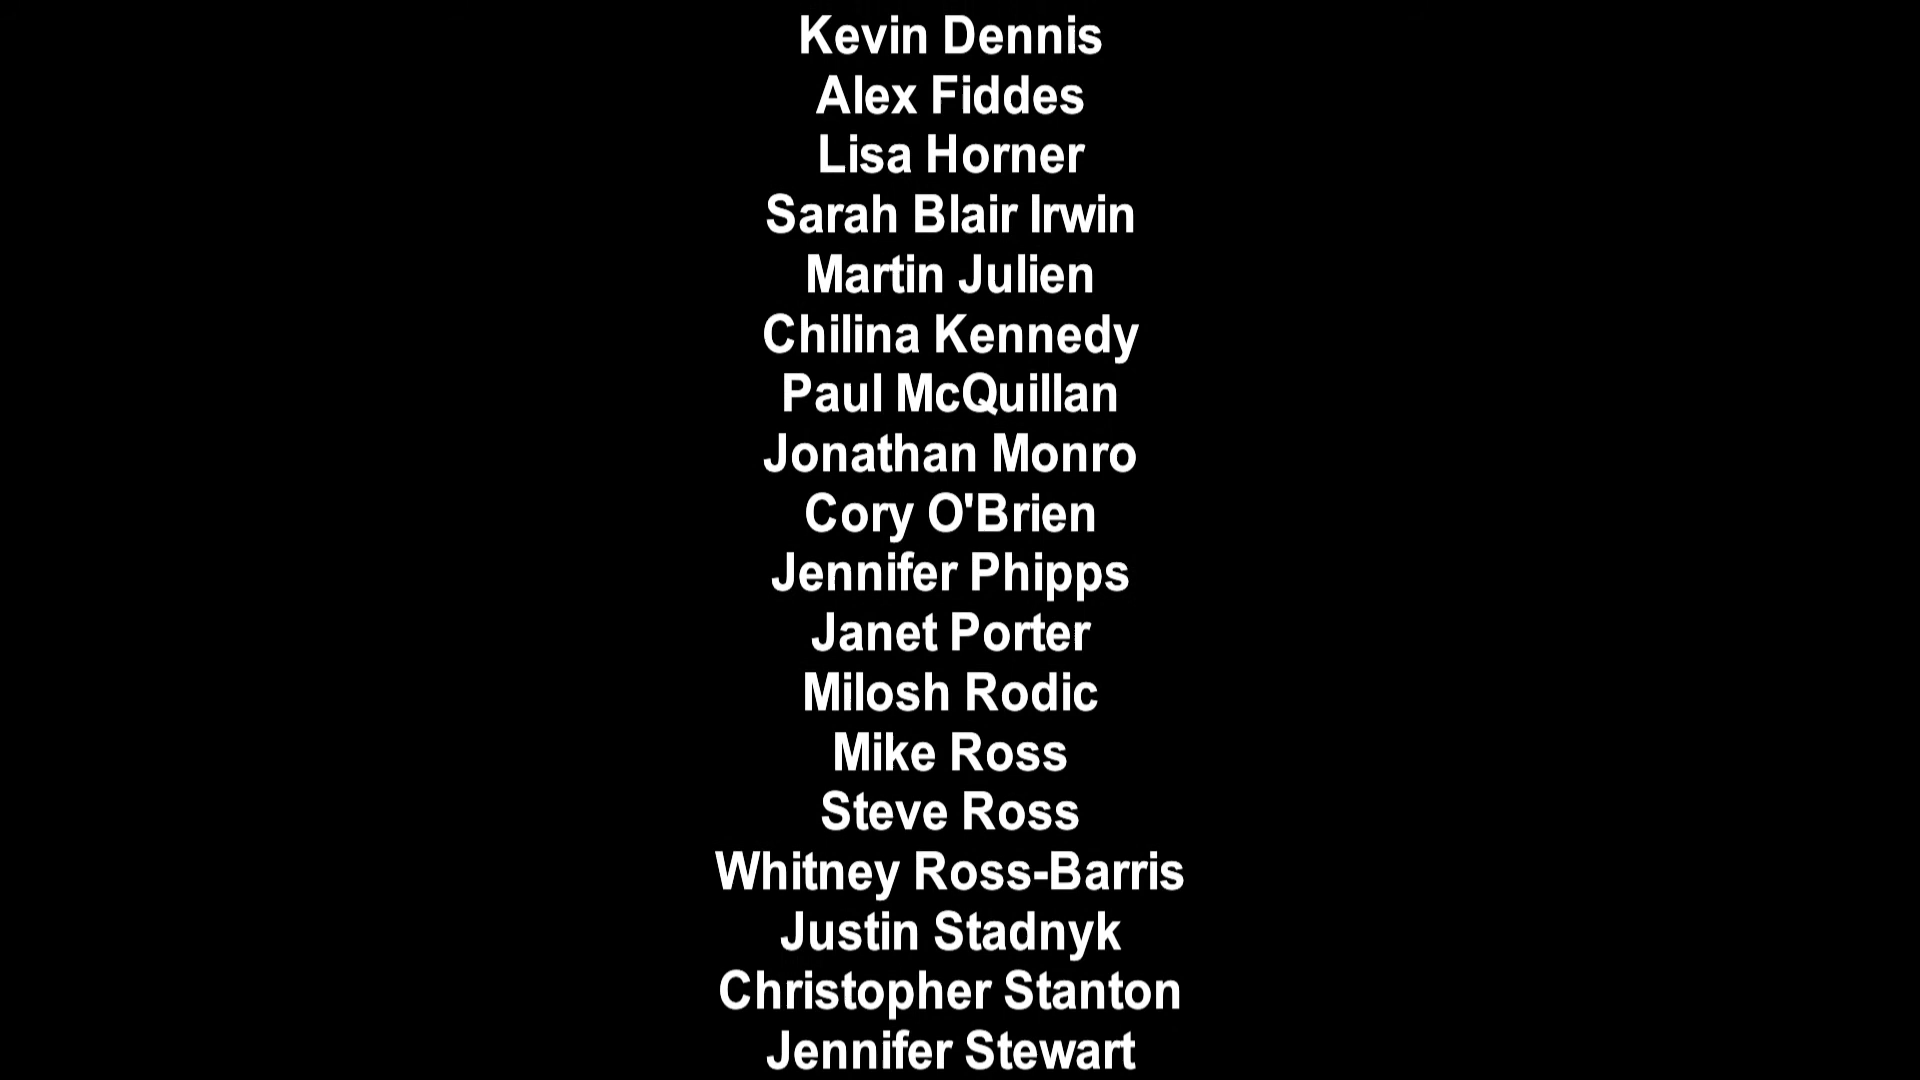 Kevin Dennis
Alex Fiddes
Lisa Horner
Sarah Blair Irwin
Martin Julien
Chilina Kennedy
Paul McQuillan
Jonathan Monro
Cory O'Brien
Jennifer Phipps
Janet Porter
Milosh Rodic
Mike Ross
Steve Ross
Whitney Ross-Barris
Justin Stadnyk
Christopher Stanton
Jennifer Stewart